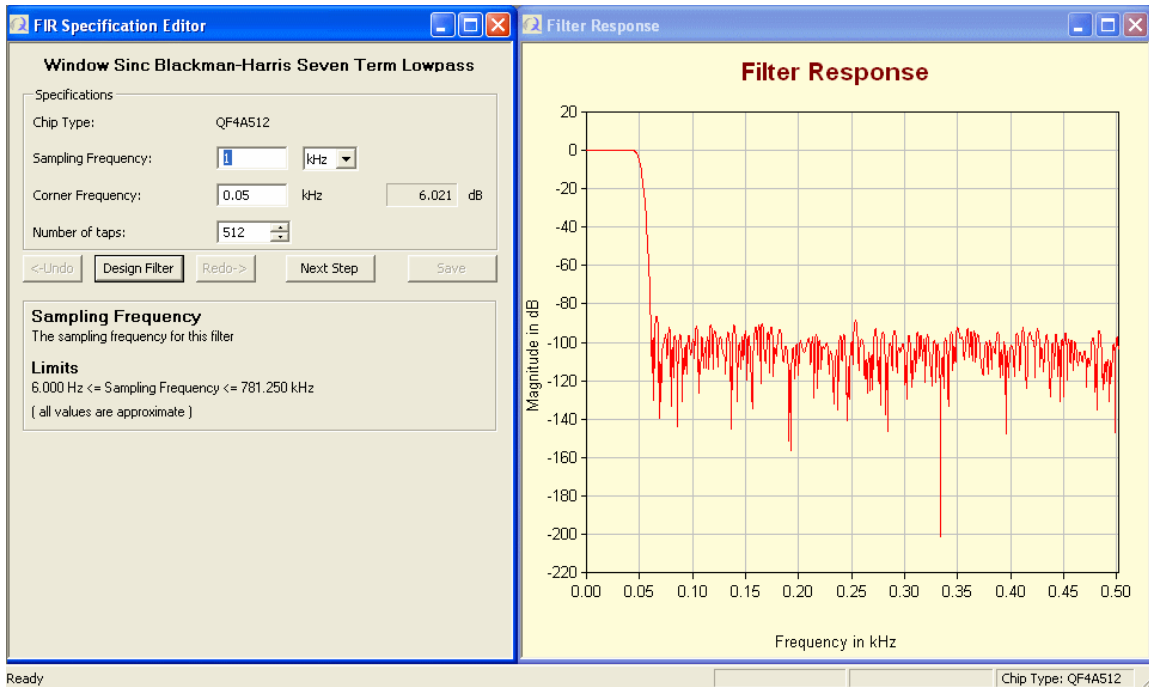 FIR Specification Editor
Window Sinc Blackman-Harris Seven Term Lowpass
Specifications
Chip Type: QF4A512
Sampling Frequency: 1 kHz
Corner Frequency: 0.05 kHz 6.021 dB
Number of taps: 512
<-Undo Design Filter Redo-> Next Step Save
Sampling Frequency
The sampling frequency for this filter
Limits
6.000 Hz <= Sampling Frequency <= 781.250 kHz
( all values are approximate )
Filter Response
Filter Response
Magnitude in dB
20
0
-20
-40
-60
-80
-100
-120
-140
-160
-180
-200
-220
0.00 0.05 0.10 0.15 0.20 0.25 0.30 0.35 0.40 0.45 0.50
Frequency in kHz
Ready
Chip Type: QF4A512